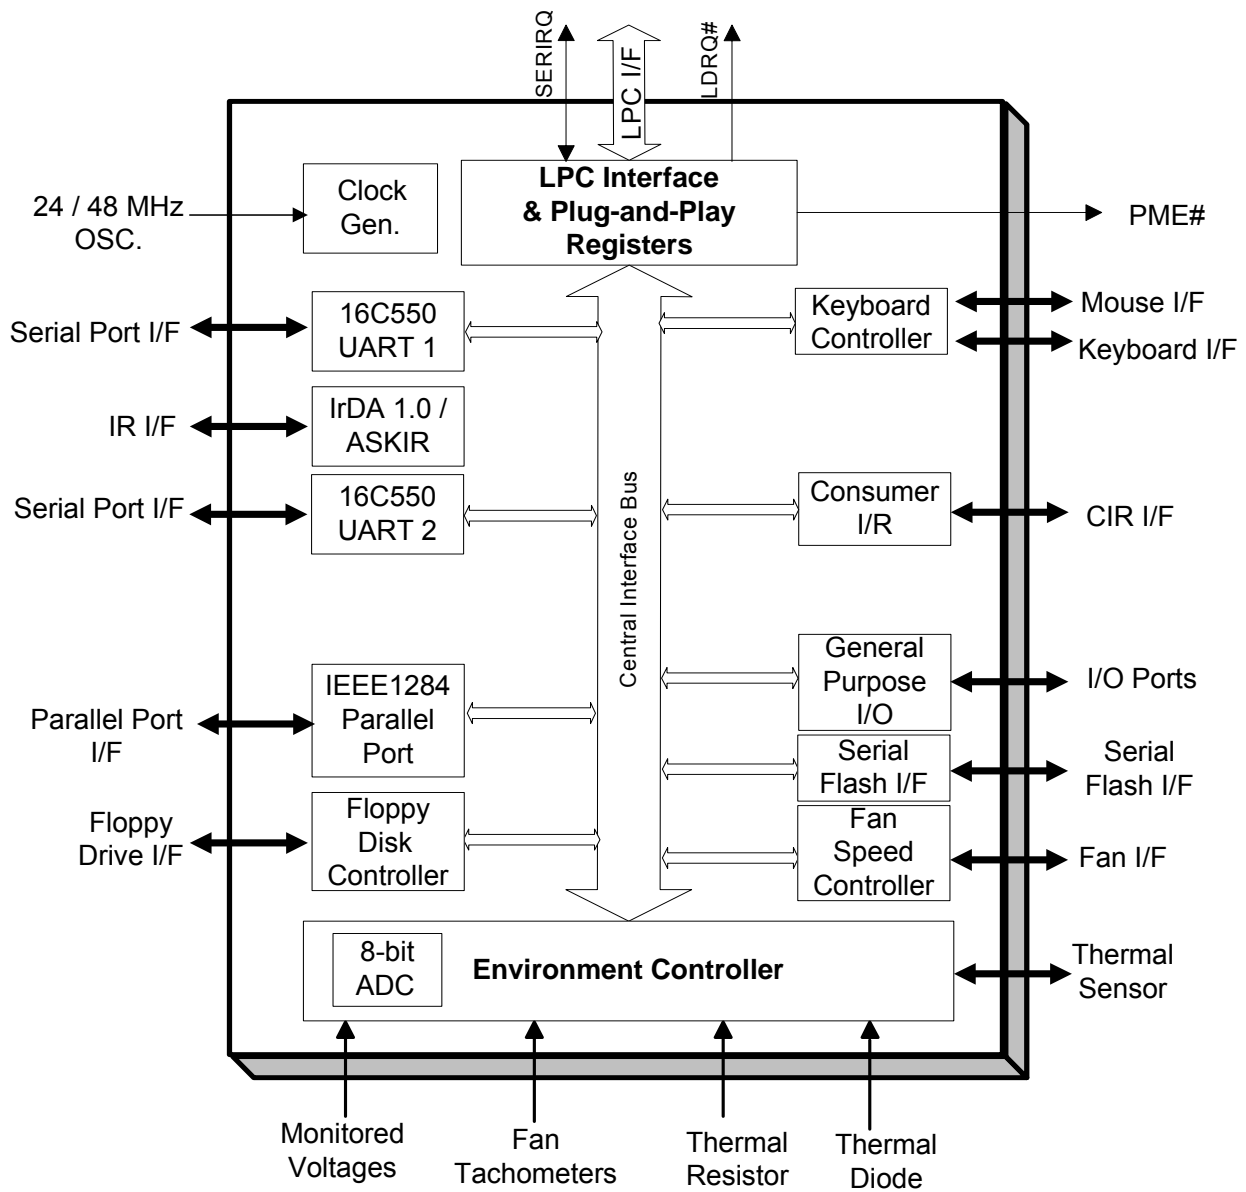 SERIRQ
LPC I/F
LDRQ#
LPC Interface
& Plug-and-Play
Registers
Clock
Gen.
24 / 48 MHz
OSC.
PME#
Serial Port I/F
16C550
UART 1
Keyboard
Controller
Mouse I/F
Keyboard I/F
IR I/F
IrDA 1.0 /
ASKIR
Serial Port I/F
16C550
UART 2
Central Interface Bus
Consumer
I/R
CIR I/F
General
Purpose
I/O
I/O Ports
Parallel Port
I/F
IEEE1284
Parallel
Port
Serial
Flash I/F
Serial
Flash I/F
Floppy
Drive I/F
Floppy
Disk
Controller
Fan
Speed
Controller
Fan I/F
8-bit
ADC
Environment Controller
Thermal
Sensor
Monitored
Voltages
Fan
Tachometers
Thermal
Resistor
Thermal
Diode